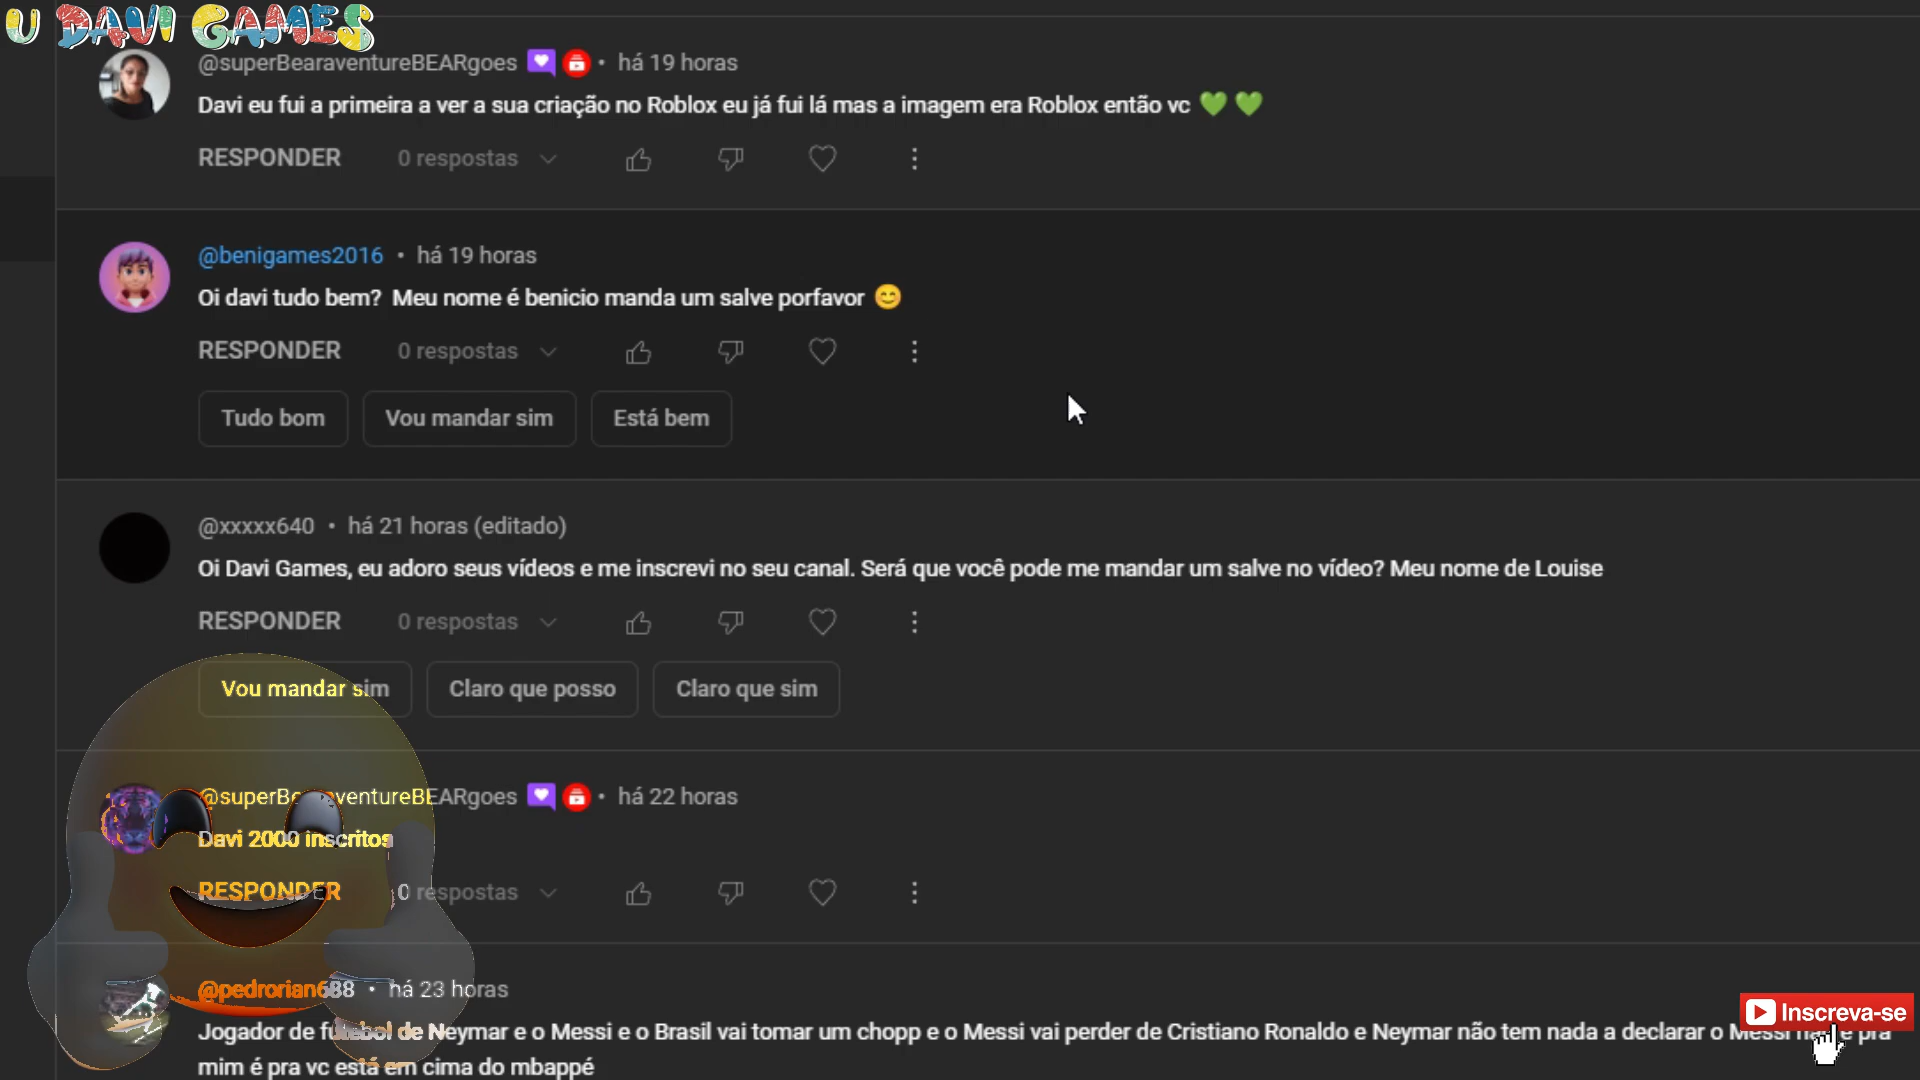 U DAVI GAMES
@superBearaventureBEARgoes • há 19 horas
Davi eu fui a primeira a ver a sua criação no Roblox eu já fui lá mas a imagem era Roblox então vc 💚 💚
RESPONDER 0 respostas
@benigames2016 • há 19 horas
Oi davi tudo bem? Meu nome é benicio manda um salve porfavor 😊
RESPONDER 0 respostas
Tudo bom Vou mandar sim Está bem
@xxxxx640 • há 21 horas (editado)
Oi Davi Games, eu adoro seus vídeos e me inscrevi no seu canal. Será que você pode me mandar um salve no vídeo? Meu nome de Louise
RESPONDER 0 respostas
Vou mandar sim Claro que posso Claro que sim
@superBearaventureBEARgoes • há 22 horas
Davi 2000 inscritos
RESPONDER 0 respostas
@pedrorian688 • há 23 horas
Inscreva-se
Jogador de futebol de Neymar e o Messi e o Brasil vai tomar um chopp e o Messi vai perder de Cristiano Ronaldo e Neymar não tem nada a declarar o Messi não é pra
mim é pra vc está em cima do mbappé